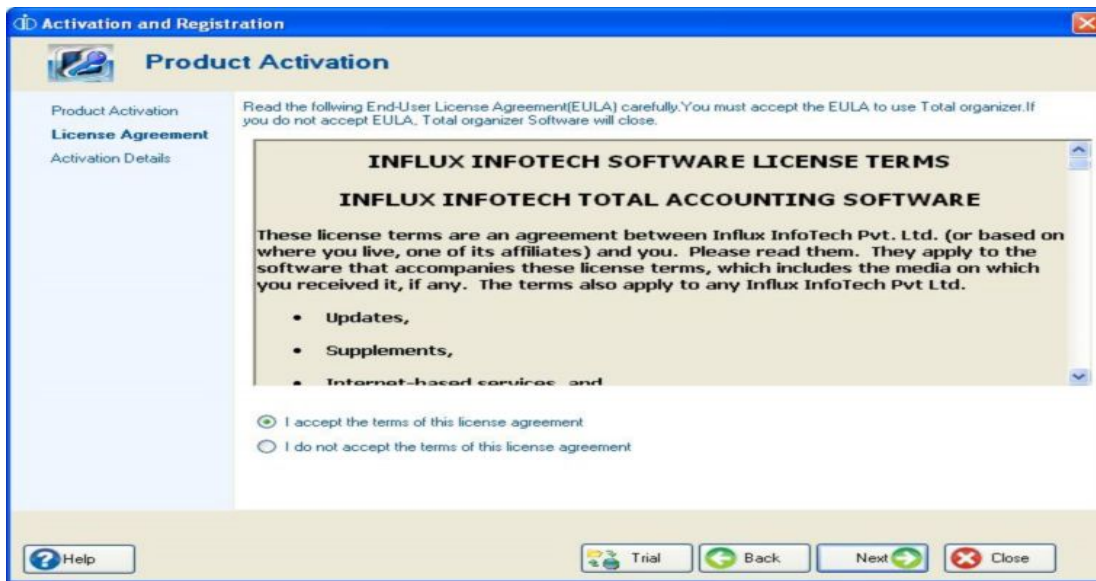 Activation and Registration
Product Activation
Product Activation
License Agreement
Activation Details
Read the follwing End-User License Agreement(EULA) carefully.You must accept the EULA to use Total organizer.If
you do not accept EULA, Total organizer Software will close.
INFLUX INFOTECH SOFTWARE LICENSE TERMS
INFLUX INFOTECH TOTAL ACCOUNTING SOFTWARE
These license terms are an agreement between Influx InfoTech Pvt. Ltd. (or based on
where you live, one of its affiliates) and you.  Please read them.  They apply to the
software that accompanies these license terms, which includes the media on which
you received it, if any.  The terms also apply to any Influx InfoTech Pvt Ltd.
• Updates,
• Supplements,
• Internet-based services, and
I accept the terms of this license agreement
I do not accept the terms of this license agreement
Help
Trial
Back
Next
Close